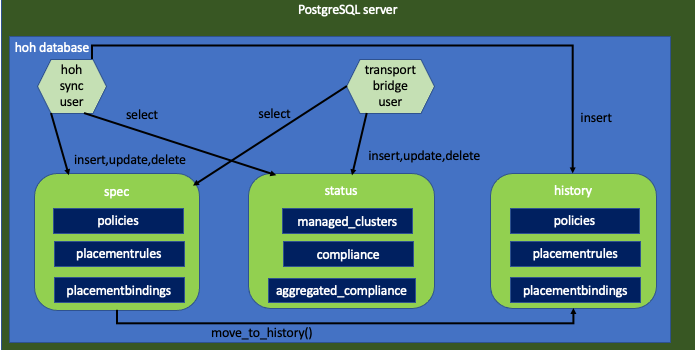 PostgreSQL server
hoh database
hoh
sync
user
transport
bridge
user
select
select
insert
insert,update,delete
insert,update,delete
spec
policies
placementrules
placementbindings
status
managed_clusters
compliance
aggregated_compliance
history
policies
placementrules
placementbindings
move_to_history()